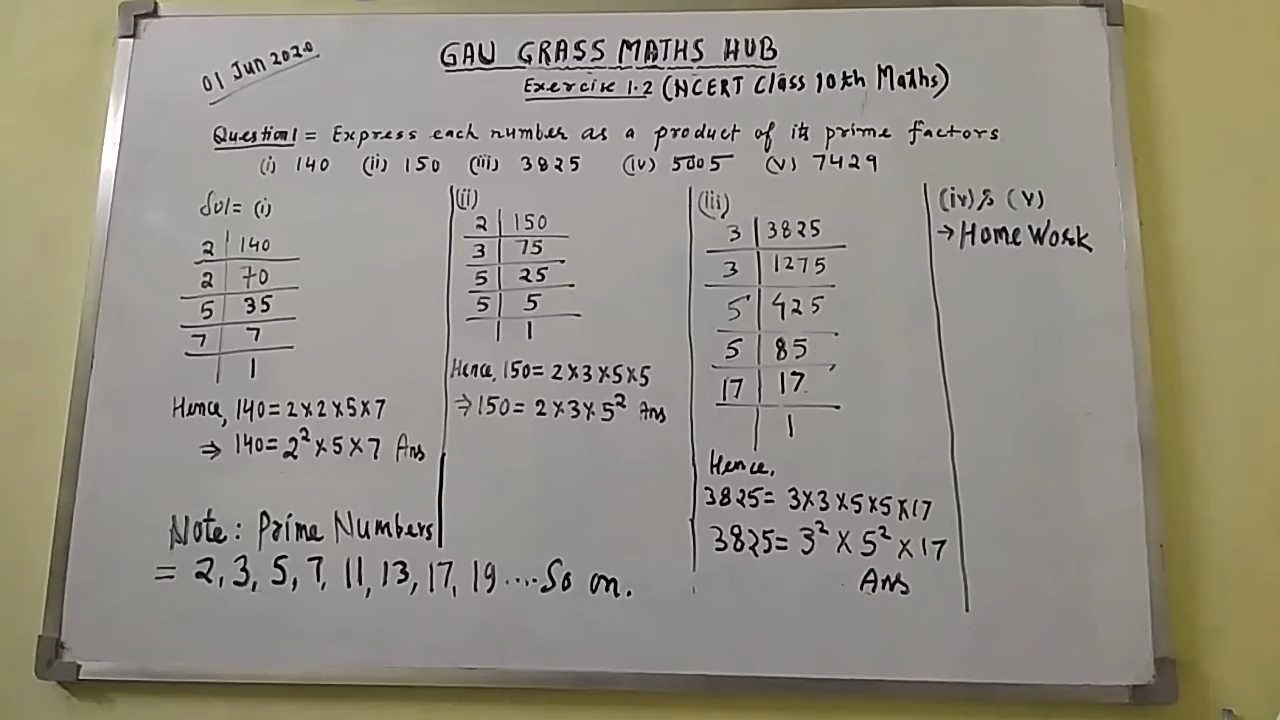 01 Jun 2020
GAU GRASS MATHS HUB
Exercise 1.2 (NCERT Class 10th Maths)
Question 1 = Express each number as a product of its prime factors
(i) 140 (ii) 150 (iii) 3825 (iv) 5005 (v) 7429
Sol = (i)
2 | 140
2 | 70
5 | 35
7 | 7
| 1
Hence, 140 = 2×2×5×7
⇒ 140 = 2²×5×7 Ans
(ii)
2 | 150
3 | 75
5 | 25
5 | 5
| 1
Hence, 150 = 2×3×5×5
⇒ 150 = 2×3×5² Ans
(iii)
3 | 3825
3 | 1275
5 | 425
5 | 85
17 | 17
| 1
Hence,
3825 = 3×3×5×5×17
3825 = 3²×5²×17
Ans
(iv) & (v)
→ Home Work
Note: Prime Numbers
= 2, 3, 5, 7, 11, 13, 17, 19 .... So on.